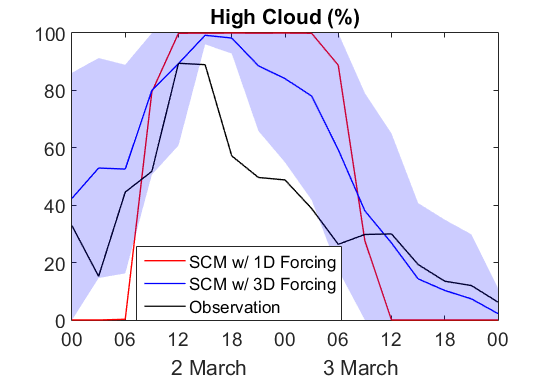 High Cloud (%)
100
80
60
40
20
0
SCM w/ 1D Forcing
SCM w/ 3D Forcing
Observation
00 06 12 18 00 06 12 18 00
2 March 3 March